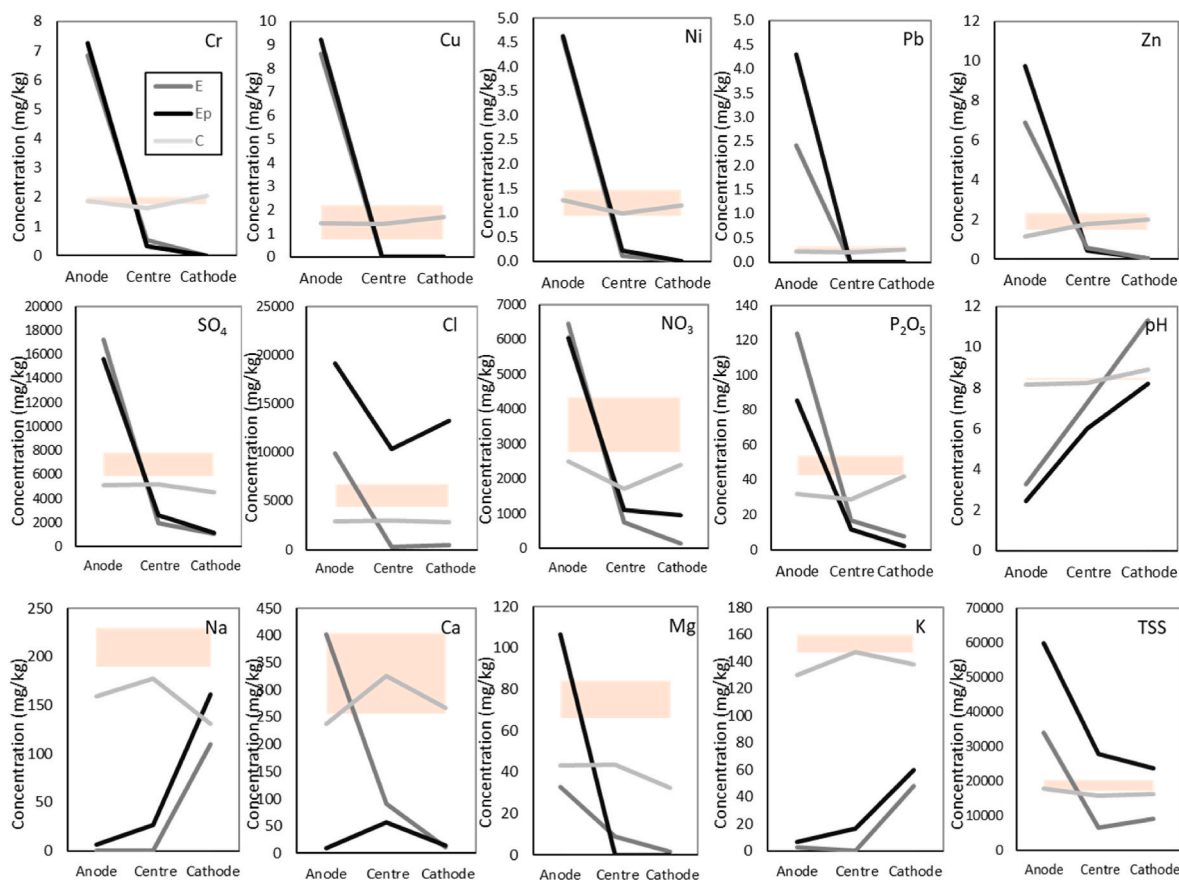 Cr
Cu
Ni
Pb
Zn
Concentration (mg/kg)
8
7
6
5
4
3
2
1
0
E
Ep
C
Anode Centre Cathode
Concentration (mg/kg)
10
9
8
7
6
5
4
3
2
1
0
Anode Centre Cathode
Concentration (mg/kg)
5.0
4.5
4.0
3.5
3.0
2.5
2.0
1.5
1.0
0.5
0.0
Anode Centre Cathode
Concentration (mg/kg)
5.0
4.5
4.0
3.5
3.0
2.5
2.0
1.5
1.0
0.5
0.0
Anode Centre Cathode
Concentration (mg/kg)
12
10
8
6
4
2
0
Anode Centre Cathode
SO₄
Cl
NO₃
P₂O₅
pH
Concentration (mg/kg)
20000
18000
16000
14000
12000
10000
8000
6000
4000
2000
0
Anode Centre Cathode
Concentration (mg/kg)
25000
20000
15000
10000
5000
0
Anode Centre Cathode
Concentration (mg/kg)
7000
6000
5000
4000
3000
2000
1000
0
Anode Centre Cathode
Concentration (mg/kg)
140
120
100
80
60
40
20
0
Anode Centre Cathode
Concentration (mg/kg)
12
10
8
6
4
2
0
Anode Centre Cathode
Na
Ca
Mg
K
TSS
Concentration (mg/kg)
250
200
150
100
50
0
Anode Centre Cathode
Concentration (mg/kg)
450
400
350
300
250
200
150
100
50
0
Anode Centre Cathode
Concentration (mg/kg)
120
100
80
60
40
20
0
Anode Centre Cathode
Concentration (mg/kg)
180
160
140
120
100
80
60
40
20
0
Anode Centre Cathode
Concentration (mg/kg)
70000
60000
50000
40000
30000
20000
10000
0
Anode Centre Cathode